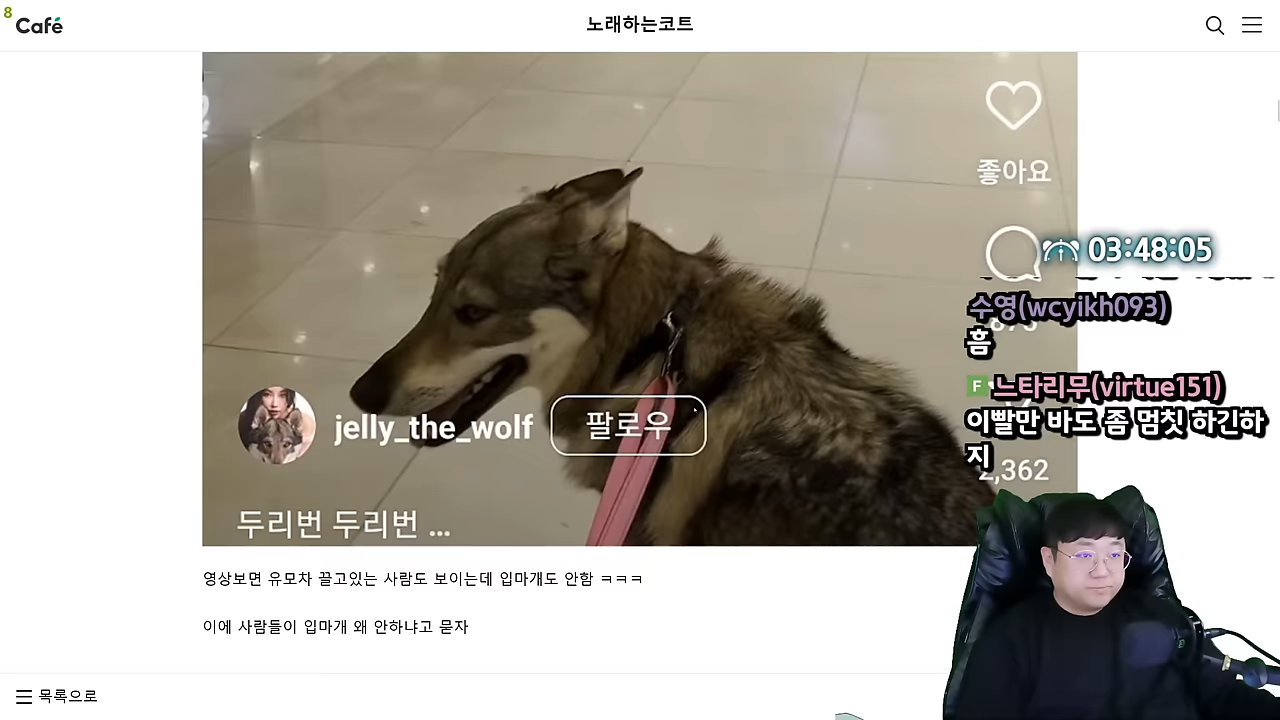 8
Café
노래하는코트
좋아요
03:48:05
수영(wcyikh093)
흠
F 느타리무(virtue151)
이빨만 바도 좀 멈칫 하긴하
지
2,362
jelly_the_wolf
팔로우
두리번 두리번 ...
영상보면 유모차 끌고있는 사람도 보이는데 입마개도 안함 ㅋㅋㅋ
이에 사람들이 입마개 왜 안하냐고 묻자
목록으로